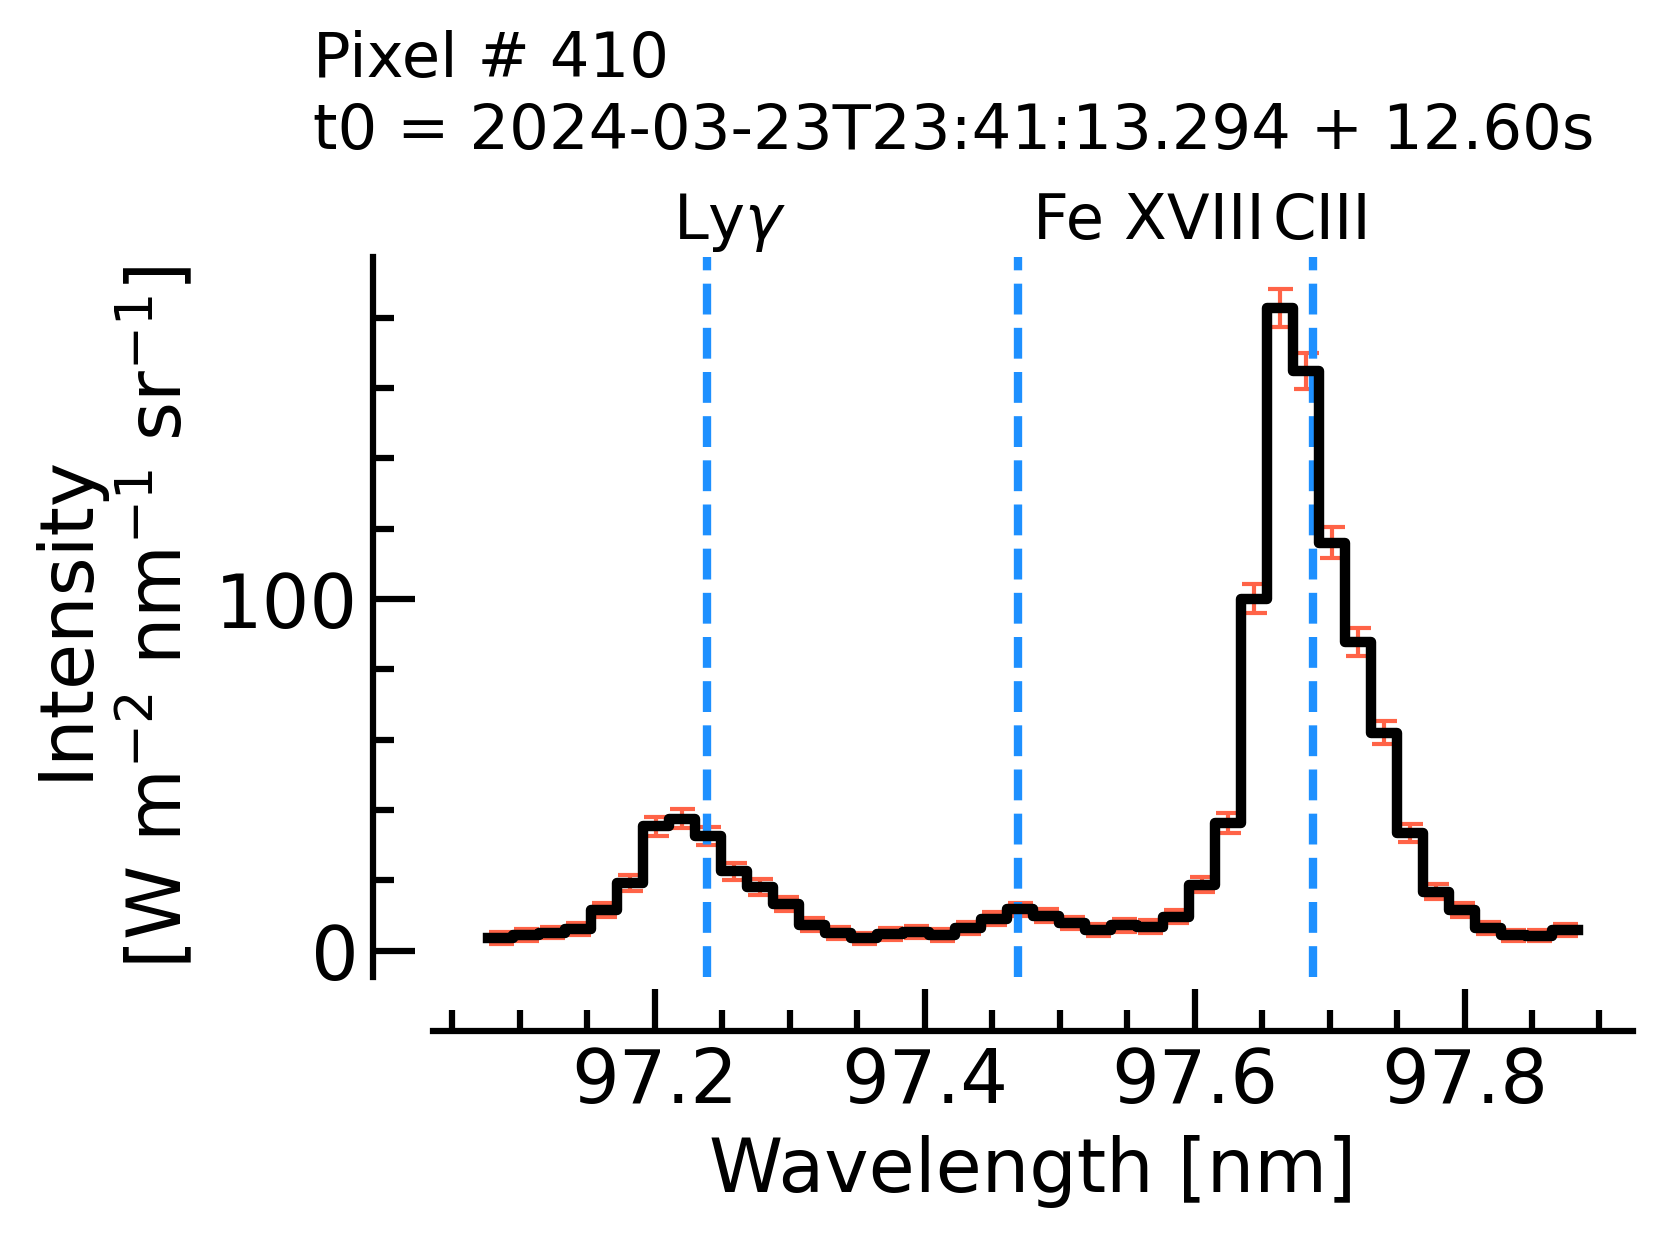 Pixel # 410
t0 = 2024-03-23T23:41:13.294 + 12.60s
Lyγ Fe XVIII CIII
Intensity
[W m⁻² nm⁻¹ sr⁻¹]
100
0
97.2 97.4 97.6 97.8
Wavelength [nm]